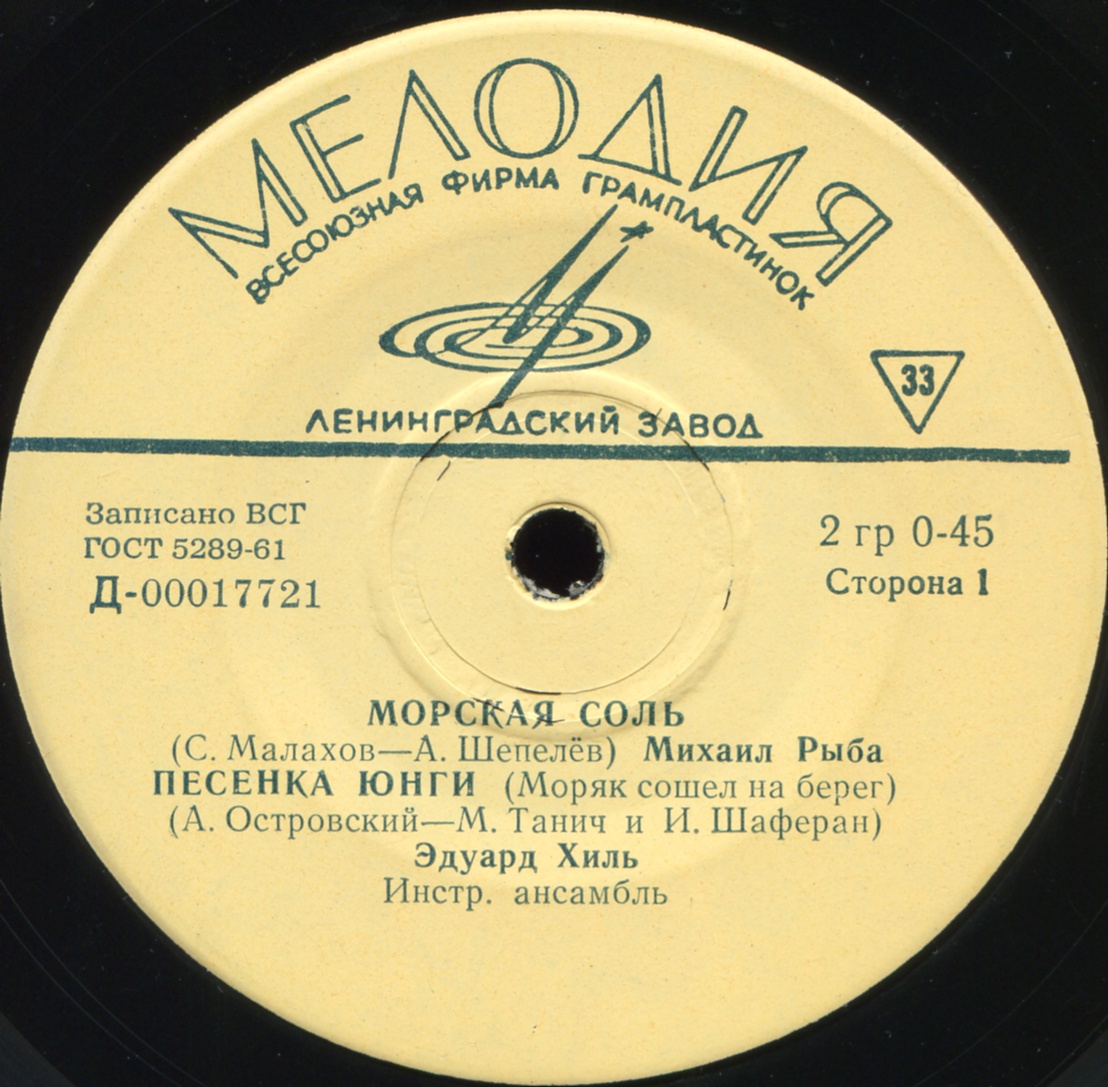 МЕЛОДИЯ
ВСЕСОЮЗНАЯ ФИРМА ГРАМПЛАСТИНОК
33
ЛЕНИНГРАДСКИЙ ЗАВОД
Записано ВСГ
ГОСТ 5289-61
Д-00017721
2 гр 0-45
Сторона 1
МОРСКАЯ СОЛЬ
(С. Малахов—А. Шепелёв) Михаил Рыба
ПЕСЕНКА ЮНГИ (Моряк сошел на берег)
(А. Островский—М. Танич и И. Шаферан)
Эдуард Хиль
Инстр. ансамбль